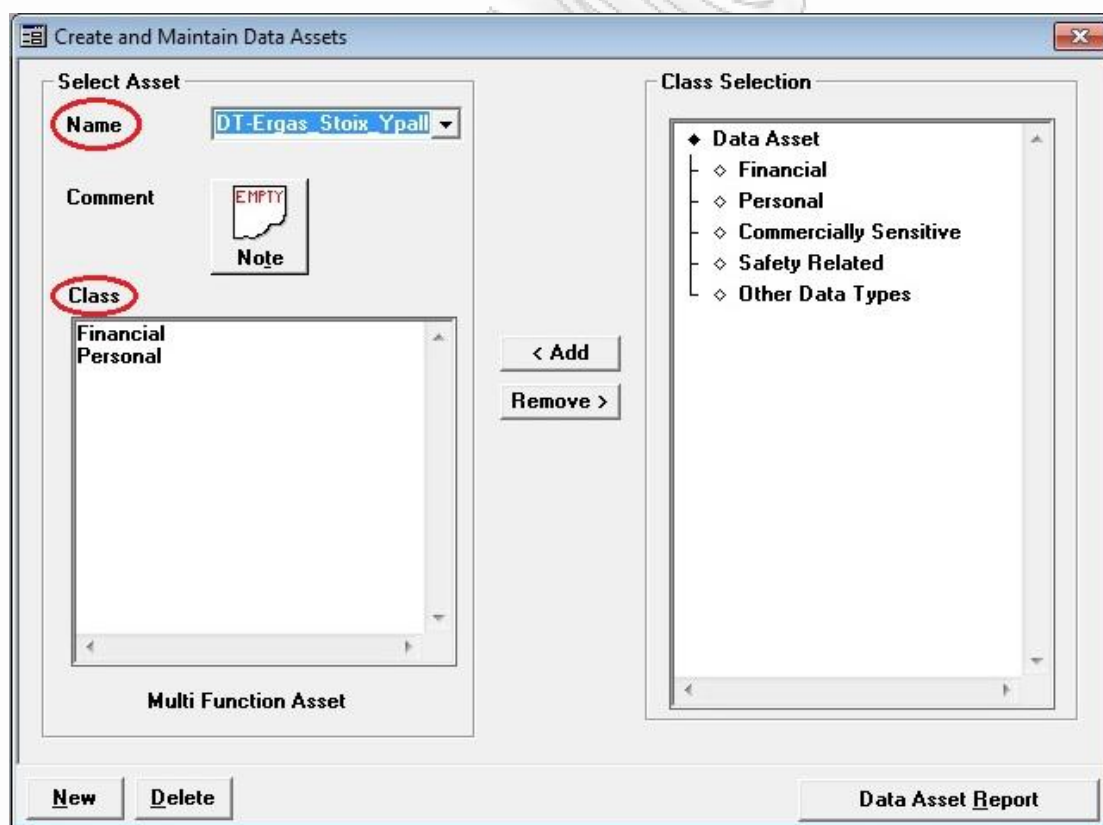 Create and Maintain Data Assets
Select Asset
Name
DT-Ergas_Stoix_Ypall
Comment
EMPTY
Note
Class
Financial
Personal
Multi Function Asset
< Add
Remove >
Class Selection
Data Asset
Financial
Personal
Commercially Sensitive
Safety Related
Other Data Types
New
Delete
Data Asset Report